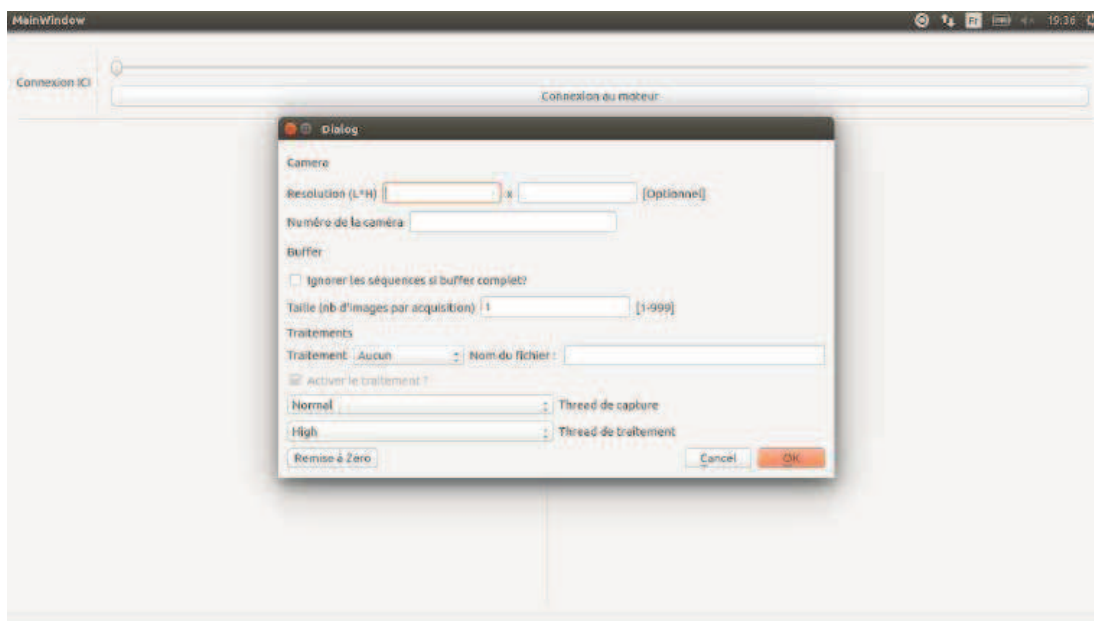 MainWindow Fr 19:36
Connexion ICI
Connexion au moteur
Dialog
Camera
Resolution (L*H) x [Optionnel]
Numéro de la caméra
Buffer
Ignorer les séquences si buffer complet?
Taille (nb d'images par acquisition) 1 [1-999]
Traitements
Traitement Aucun Nom du fichier :
Activer le traitement ?
Normal Thread de capture
High Thread de traitement
Remise à Zéro Cancel OK